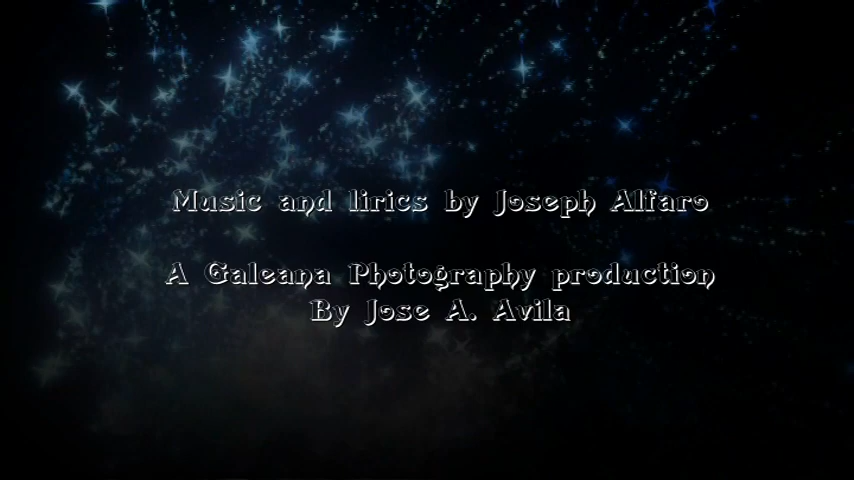 Music and lirics by Joseph Alfaro
A Galeana Photography production
By Jose A. Avila